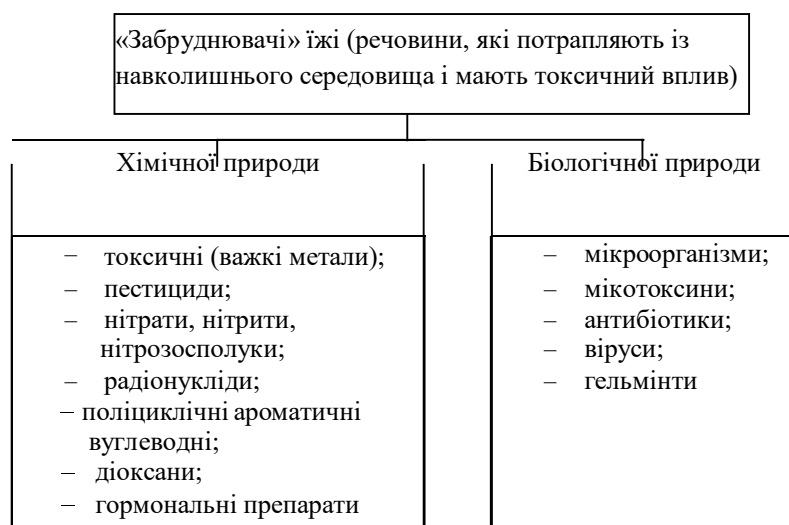 «Забруднювачі» їжі (речовини, які потрапляють із
навколишнього середовища і мають токсичний вплив)
Хімічної природи
– токсичні (важкі метали);
– пестициди;
– нітрати, нітрити,
нітрозосполуки;
– радіонукліди;
– поліциклічні ароматичні
вуглеводні;
– діоксани;
– гормональні препарати
Біологічної природи
– мікроорганізми;
– мікотоксини;
– антибіотики;
– віруси;
– гельмінти